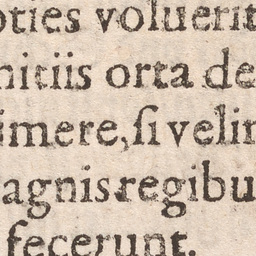 oties voluerit
nitiis orta de
imere, si velin
agnis regibu
fecerunt.